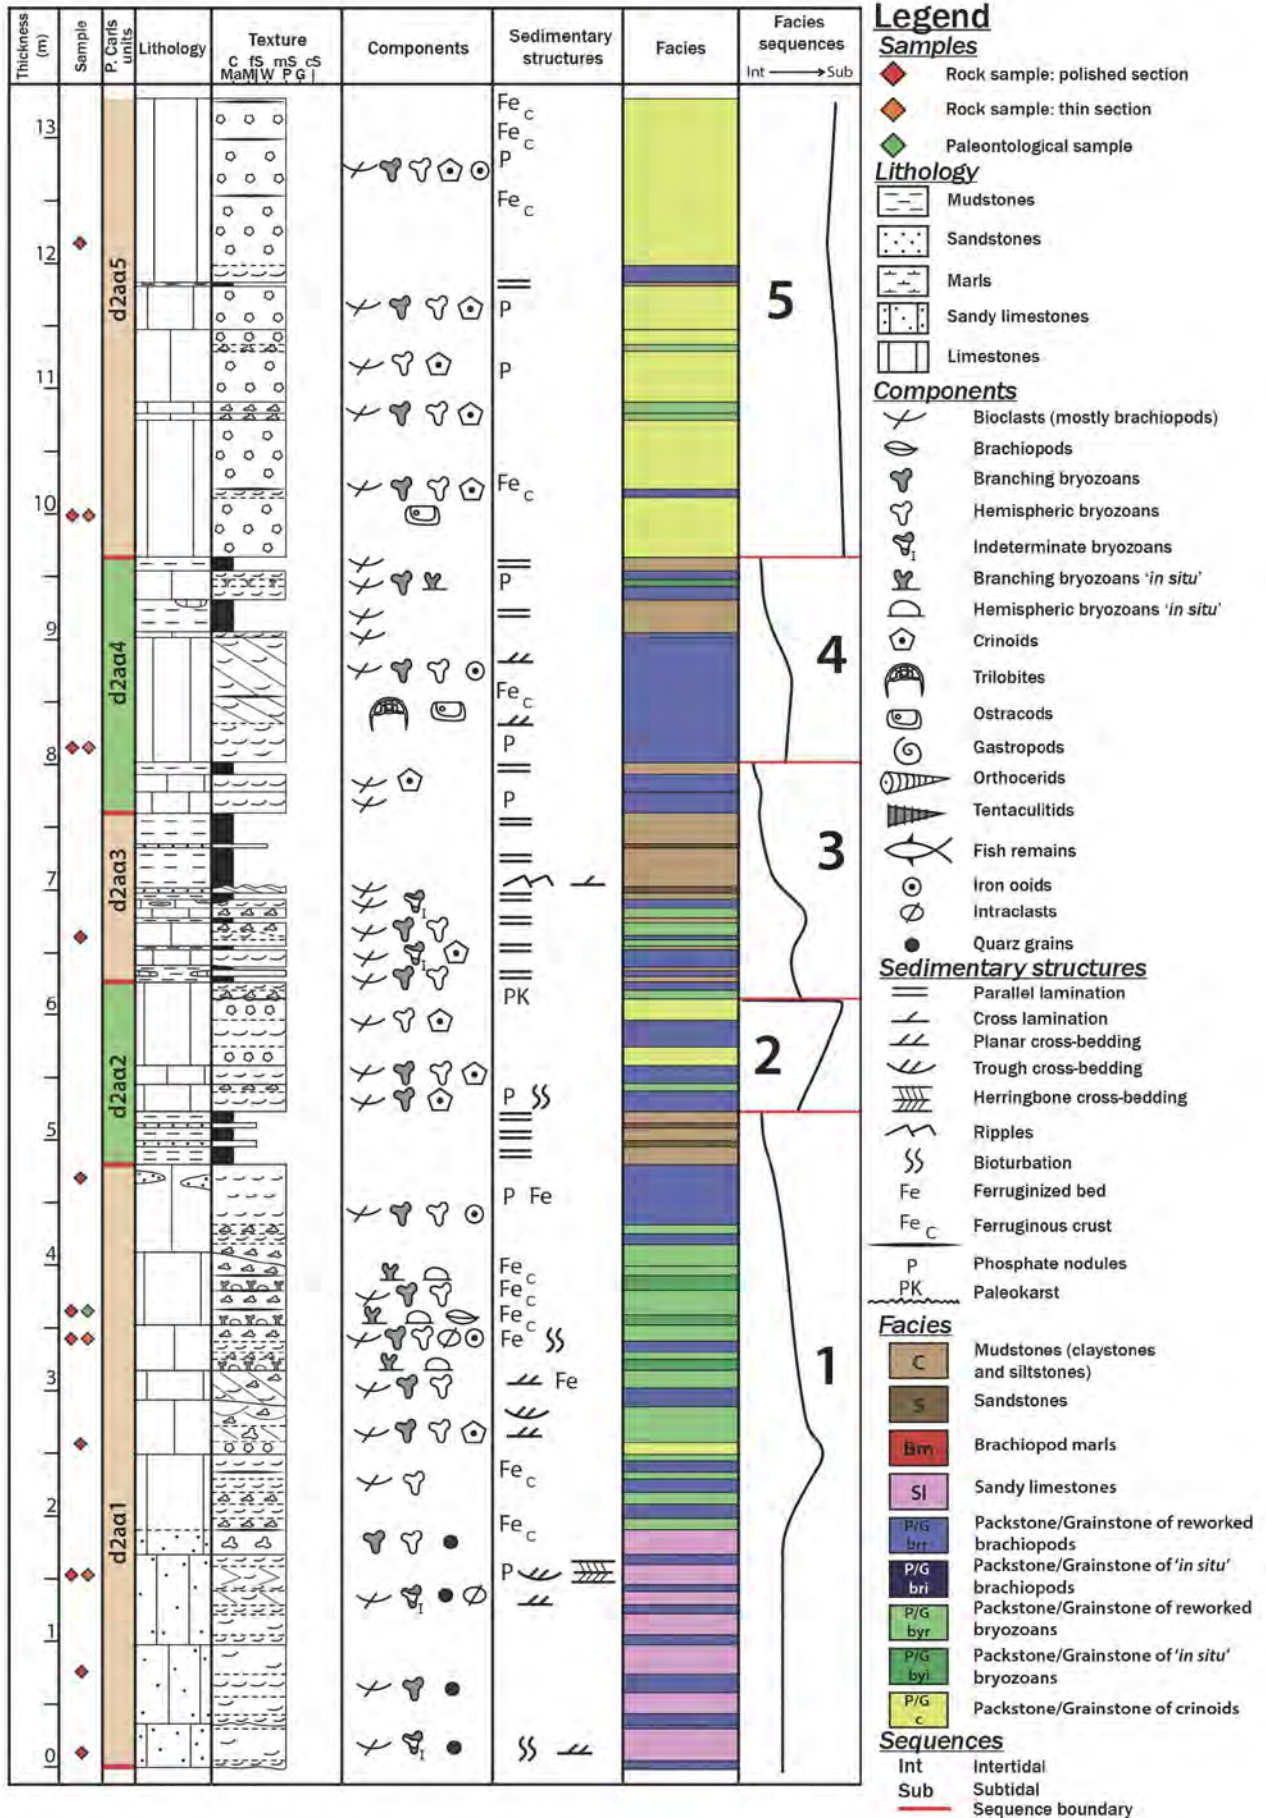 Thickness (m)
Sample
P. Carls units
Lithology
Texture
C fS mS cS
MaM W P G
Components
Sedimentary structures
Facies
Facies sequences
Int Sub
13
12
11
10
9
8
7
6
5
4
3
2
1
0
d2aα5
d2aα4
d2aα3
d2aα2
d2aα1
I
I
I
I
Fe C
Fe C
P
Fe C
P
P
Fe C
P
Fe C
P
P
PK
P
P Fe
Fe C
Fe C
Fe C
Fe
Fe
Fe C
Fe C
P
5
4
3
2
1
Legend
Samples
Rock sample: polished section
Rock sample: thin section
Paleontological sample
Lithology
Mudstones
Sandstones
Marls
Sandy limestones
Limestones
Components
Bioclasts (mostly brachiopods)
Brachiopods
Branching bryozoans
Hemispheric bryozoans
I Indeterminate bryozoans
Branching bryozoans ‘in situ’
Hemispheric bryozoans ‘in situ’
Crinoids
Trilobites
Ostracods
Gastropods
Orthocerids
Tentaculitids
Fish remains
Iron ooids
Intraclasts
Quarz grains
Sedimentary structures
Parallel lamination
Cross lamination
Planar cross-bedding
Trough cross-bedding
Herringbone cross-bedding
Ripples
Bioturbation
Fe Ferruginized bed
Fe C Ferruginous crust
P Phosphate nodules
PK Paleokarst
Facies
C Mudstones (claystones
and siltstones)
S Sandstones
Bm Brachiopod marls
Sl Sandy limestones
P/G brr Packstone/Grainstone of reworked
brachiopods
P/G bri Packstone/Grainstone of ‘in situ’
brachiopods
P/G byr Packstone/Grainstone of reworked
bryozoans
P/G byi Packstone/Grainstone of ‘in situ’
bryozoans
P/G c Packstone/Grainstone of crinoids
Sequences
Int Intertidal
Sub Subtidal
Sequence boundary